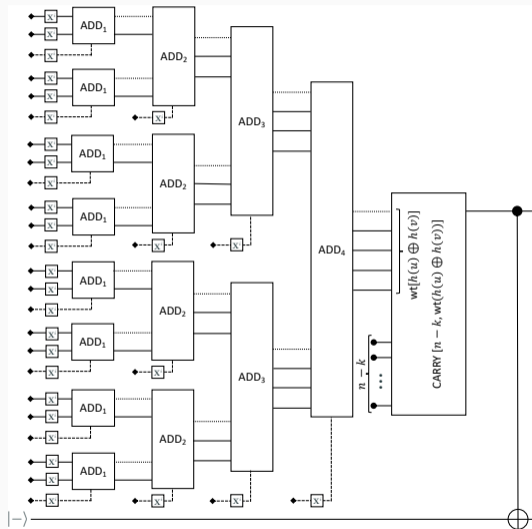 X
ADD₁
X
X
ADD₂
X
ADD₁
X
X X
ADD₃
X
ADD₁
X
X
ADD₂
X
ADD₁
X
X X X
ADD₄
wt[h(u) ⊕ h(v)]
CARRY [n − k, wt(h(u) ⊕ h(v))]
X
ADD₁
ADD₂
X
X
X
ADD₁
X
n − k
...
X X
ADD₃
X
ADD₁
X
X
ADD₂
X
ADD₁
X
X X X X
|−⟩